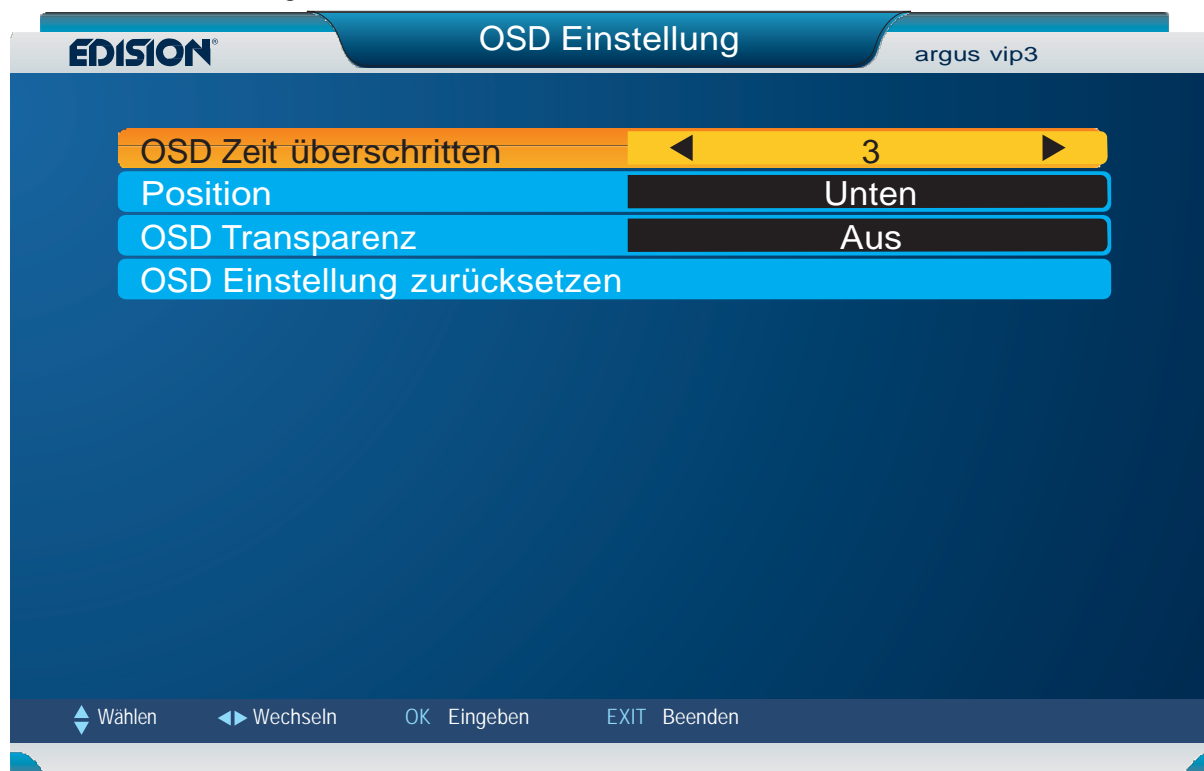 OSD Einstellung
EDISION®
argus vip3
OSD Zeit überschritten 3
Position Unten
OSD Transparenz Aus
OSD Einstellung zurücksetzen
Wählen Wechseln OK Eingeben EXIT Beenden